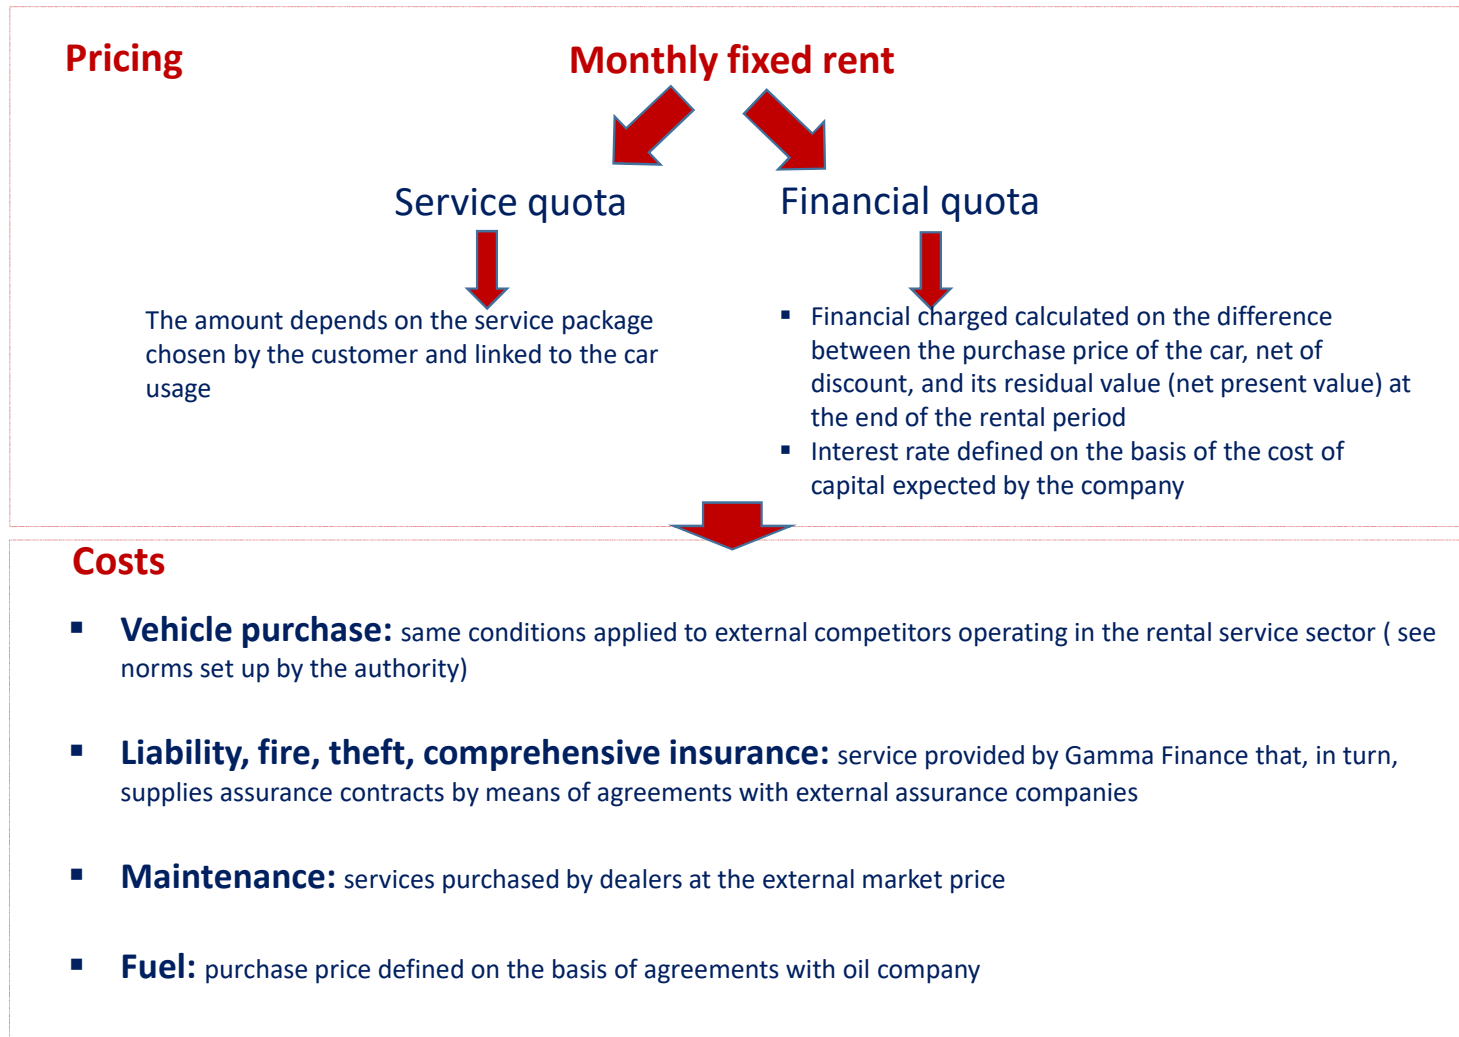 Pricing
Monthly fixed rent
Service quota
Financial quota
The amount depends on the service package
chosen by the customer and linked to the car
usage
▪ Financial charged calculated on the difference
between the purchase price of the car, net of
discount, and its residual value (net present value) at
the end of the rental period
▪ Interest rate defined on the basis of the cost of
capital expected by the company
Costs
▪ Vehicle purchase: same conditions applied to external competitors operating in the rental service sector ( see
norms set up by the authority)
▪ Liability, fire, theft, comprehensive insurance: service provided by Gamma Finance that, in turn,
supplies assurance contracts by means of agreements with external assurance companies
▪ Maintenance: services purchased by dealers at the external market price
▪ Fuel: purchase price defined on the basis of agreements with oil company